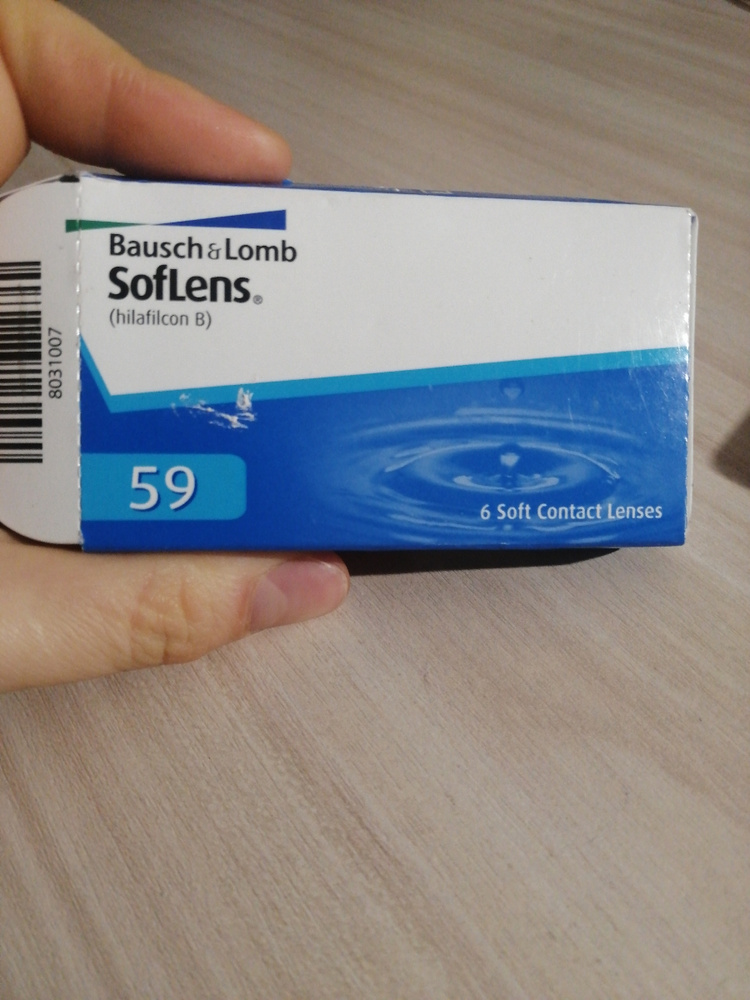 Bausch & Lomb
SofLens®
(hilafilcon B)
8031007
59
6 Soft Contact Lenses